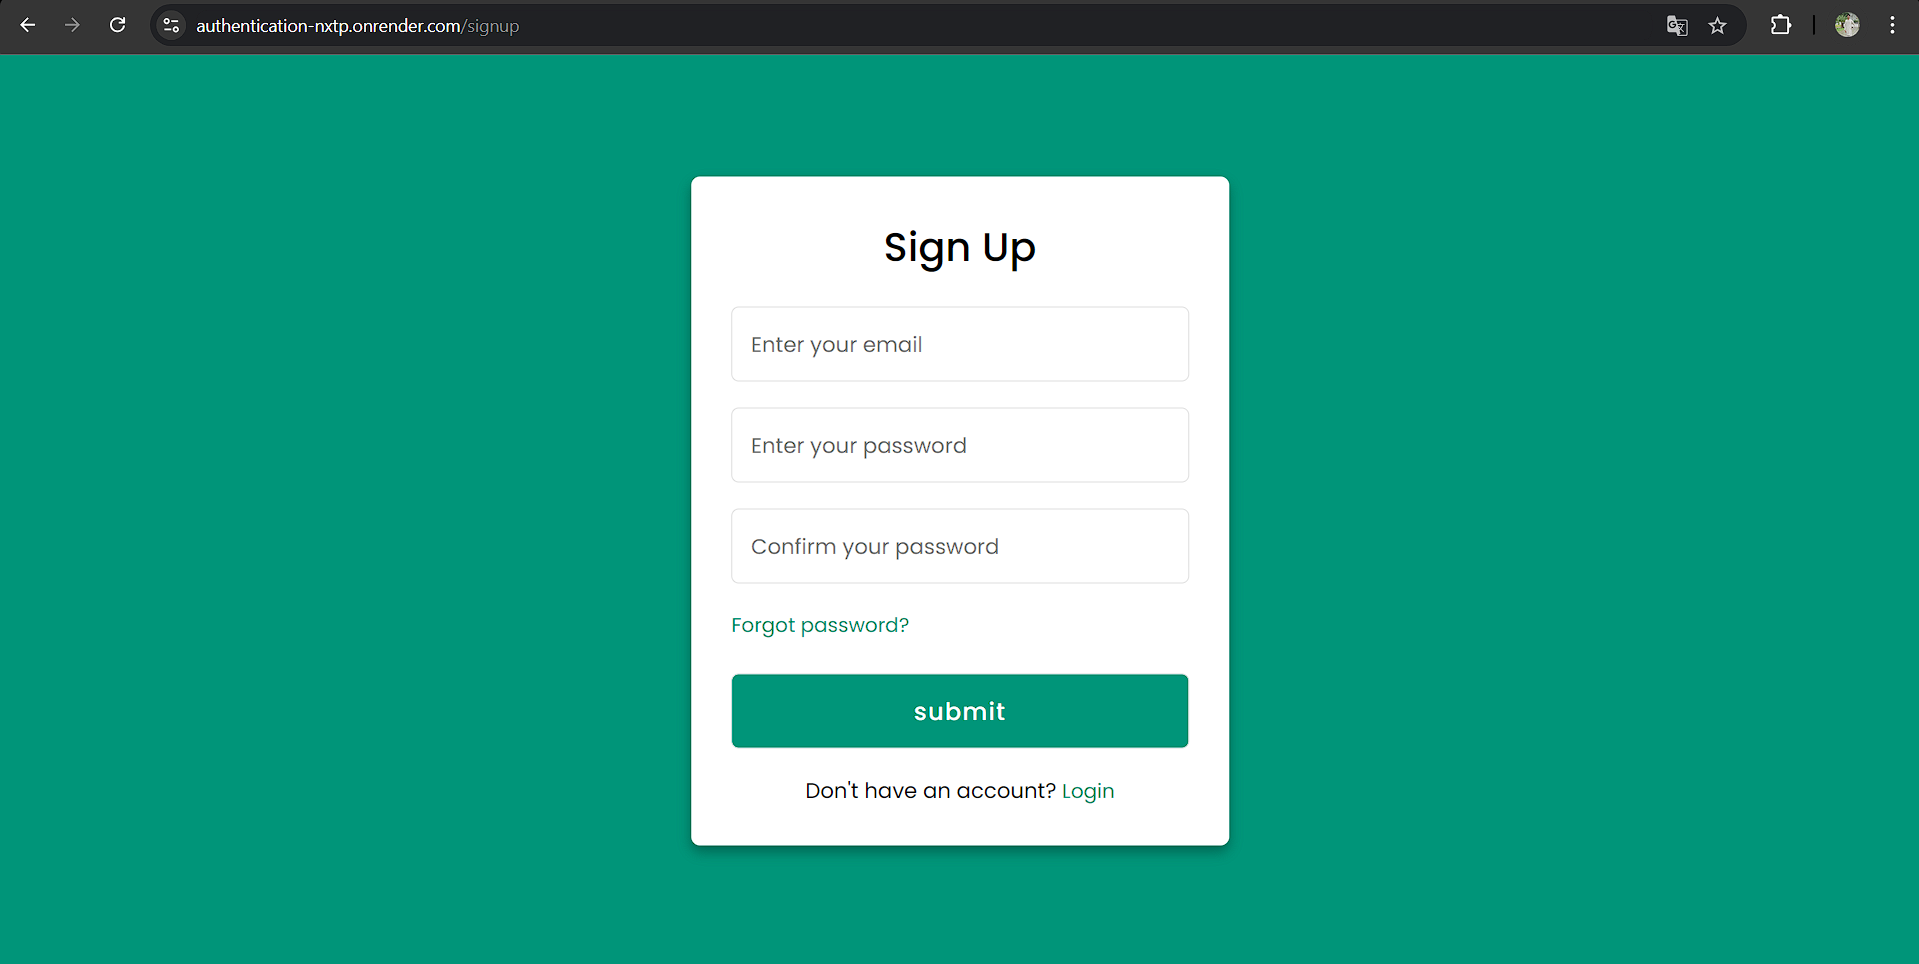 authentication-nxtp.onrender.com/signup
Sign Up
Enter your email
Enter your password
Confirm your password
Forgot password?
submit
Don't have an account? Login